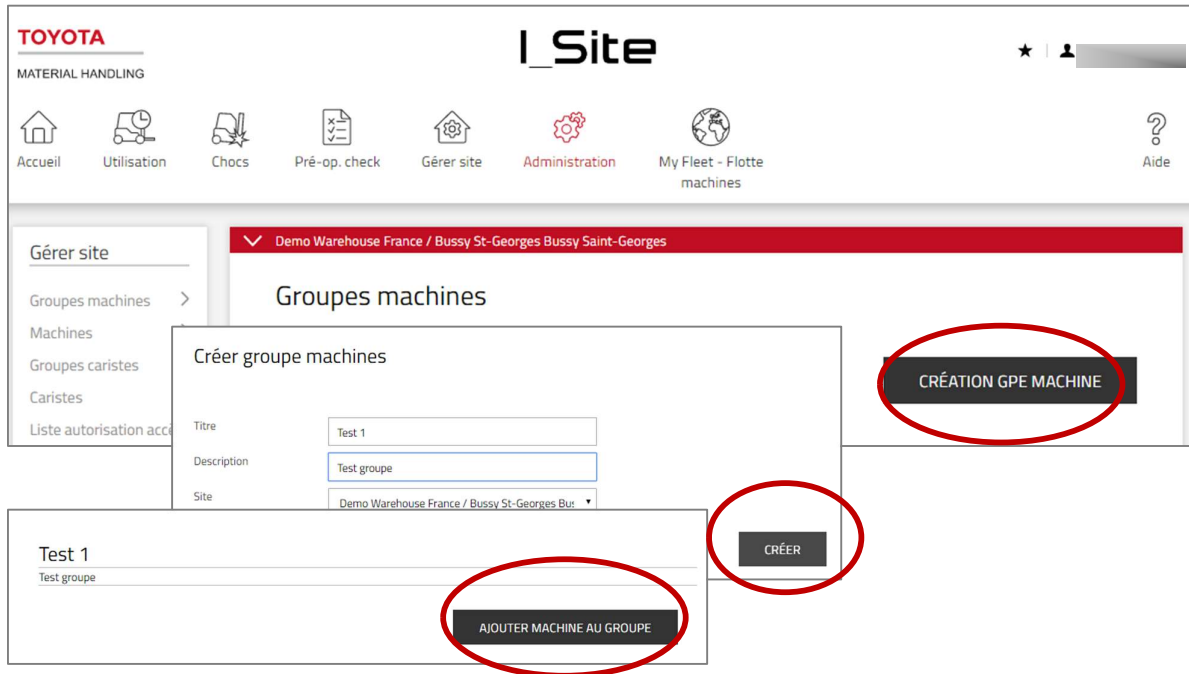 TOYOTA
MATERIAL HANDLING
I_Site
Accueil
Utilisation
Chocs
Pré-op. check
Gérer site
Administration
My Fleet - Flotte
machines
Aide
Gérer site
Groupes machines
Machines
Groupes caristes
Caristes
Liste autorisation accè
Demo Warehouse France / Bussy St-Georges Bussy Saint-Georges
Groupes machines
CRÉATION GPE MACHINE
Créer groupe machines
Titre
Test 1
Description
Test groupe
Site
Demo Warehouse France / Bussy St-Georges Bus
CRÉER
Test 1
Test groupe
AJOUTER MACHINE AU GROUPE